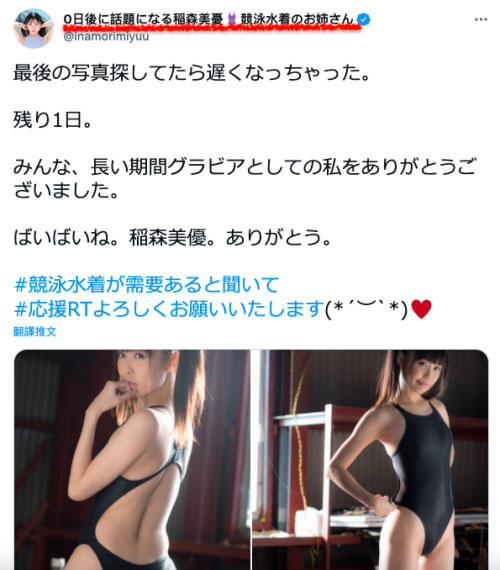 0日後に話題になる稲森美憂👙競泳水着のお姉さん
@inamorimiyuu
最後の写真探してたら遅くなっちゃった。
残り1日。
みんな、長い期間グラビアとしての私をありがとうご
ざいました。
ばいばいね。稲森美優。ありがとう。
#競泳水着が需要あると聞いて
#応援RTよろしくお願いいたします(*´︶`*)♥
翻譯推文